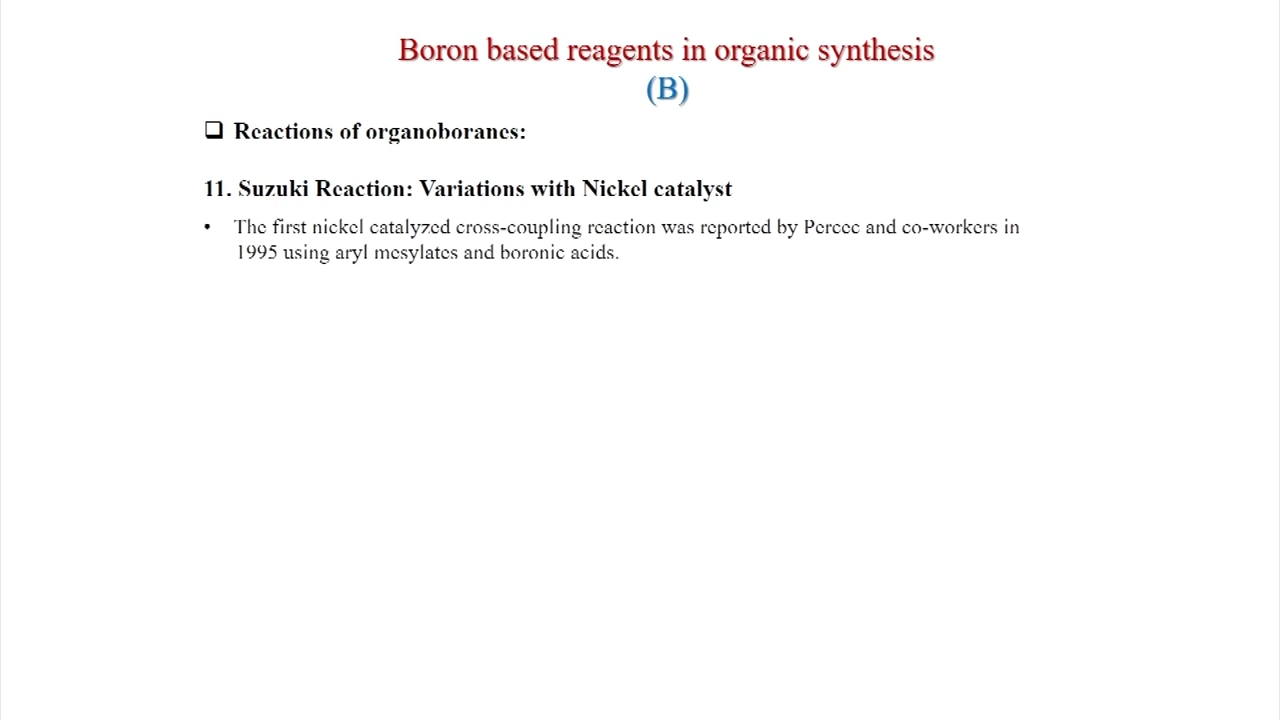 Boron based reagents in organic synthesis
(B)
❑ Reactions of organoboranes:
11. Suzuki Reaction: Variations with Nickel catalyst
• The first nickel catalyzed cross-coupling reaction was reported by Percec and co-workers in
1995 using aryl mesylates and boronic acids.